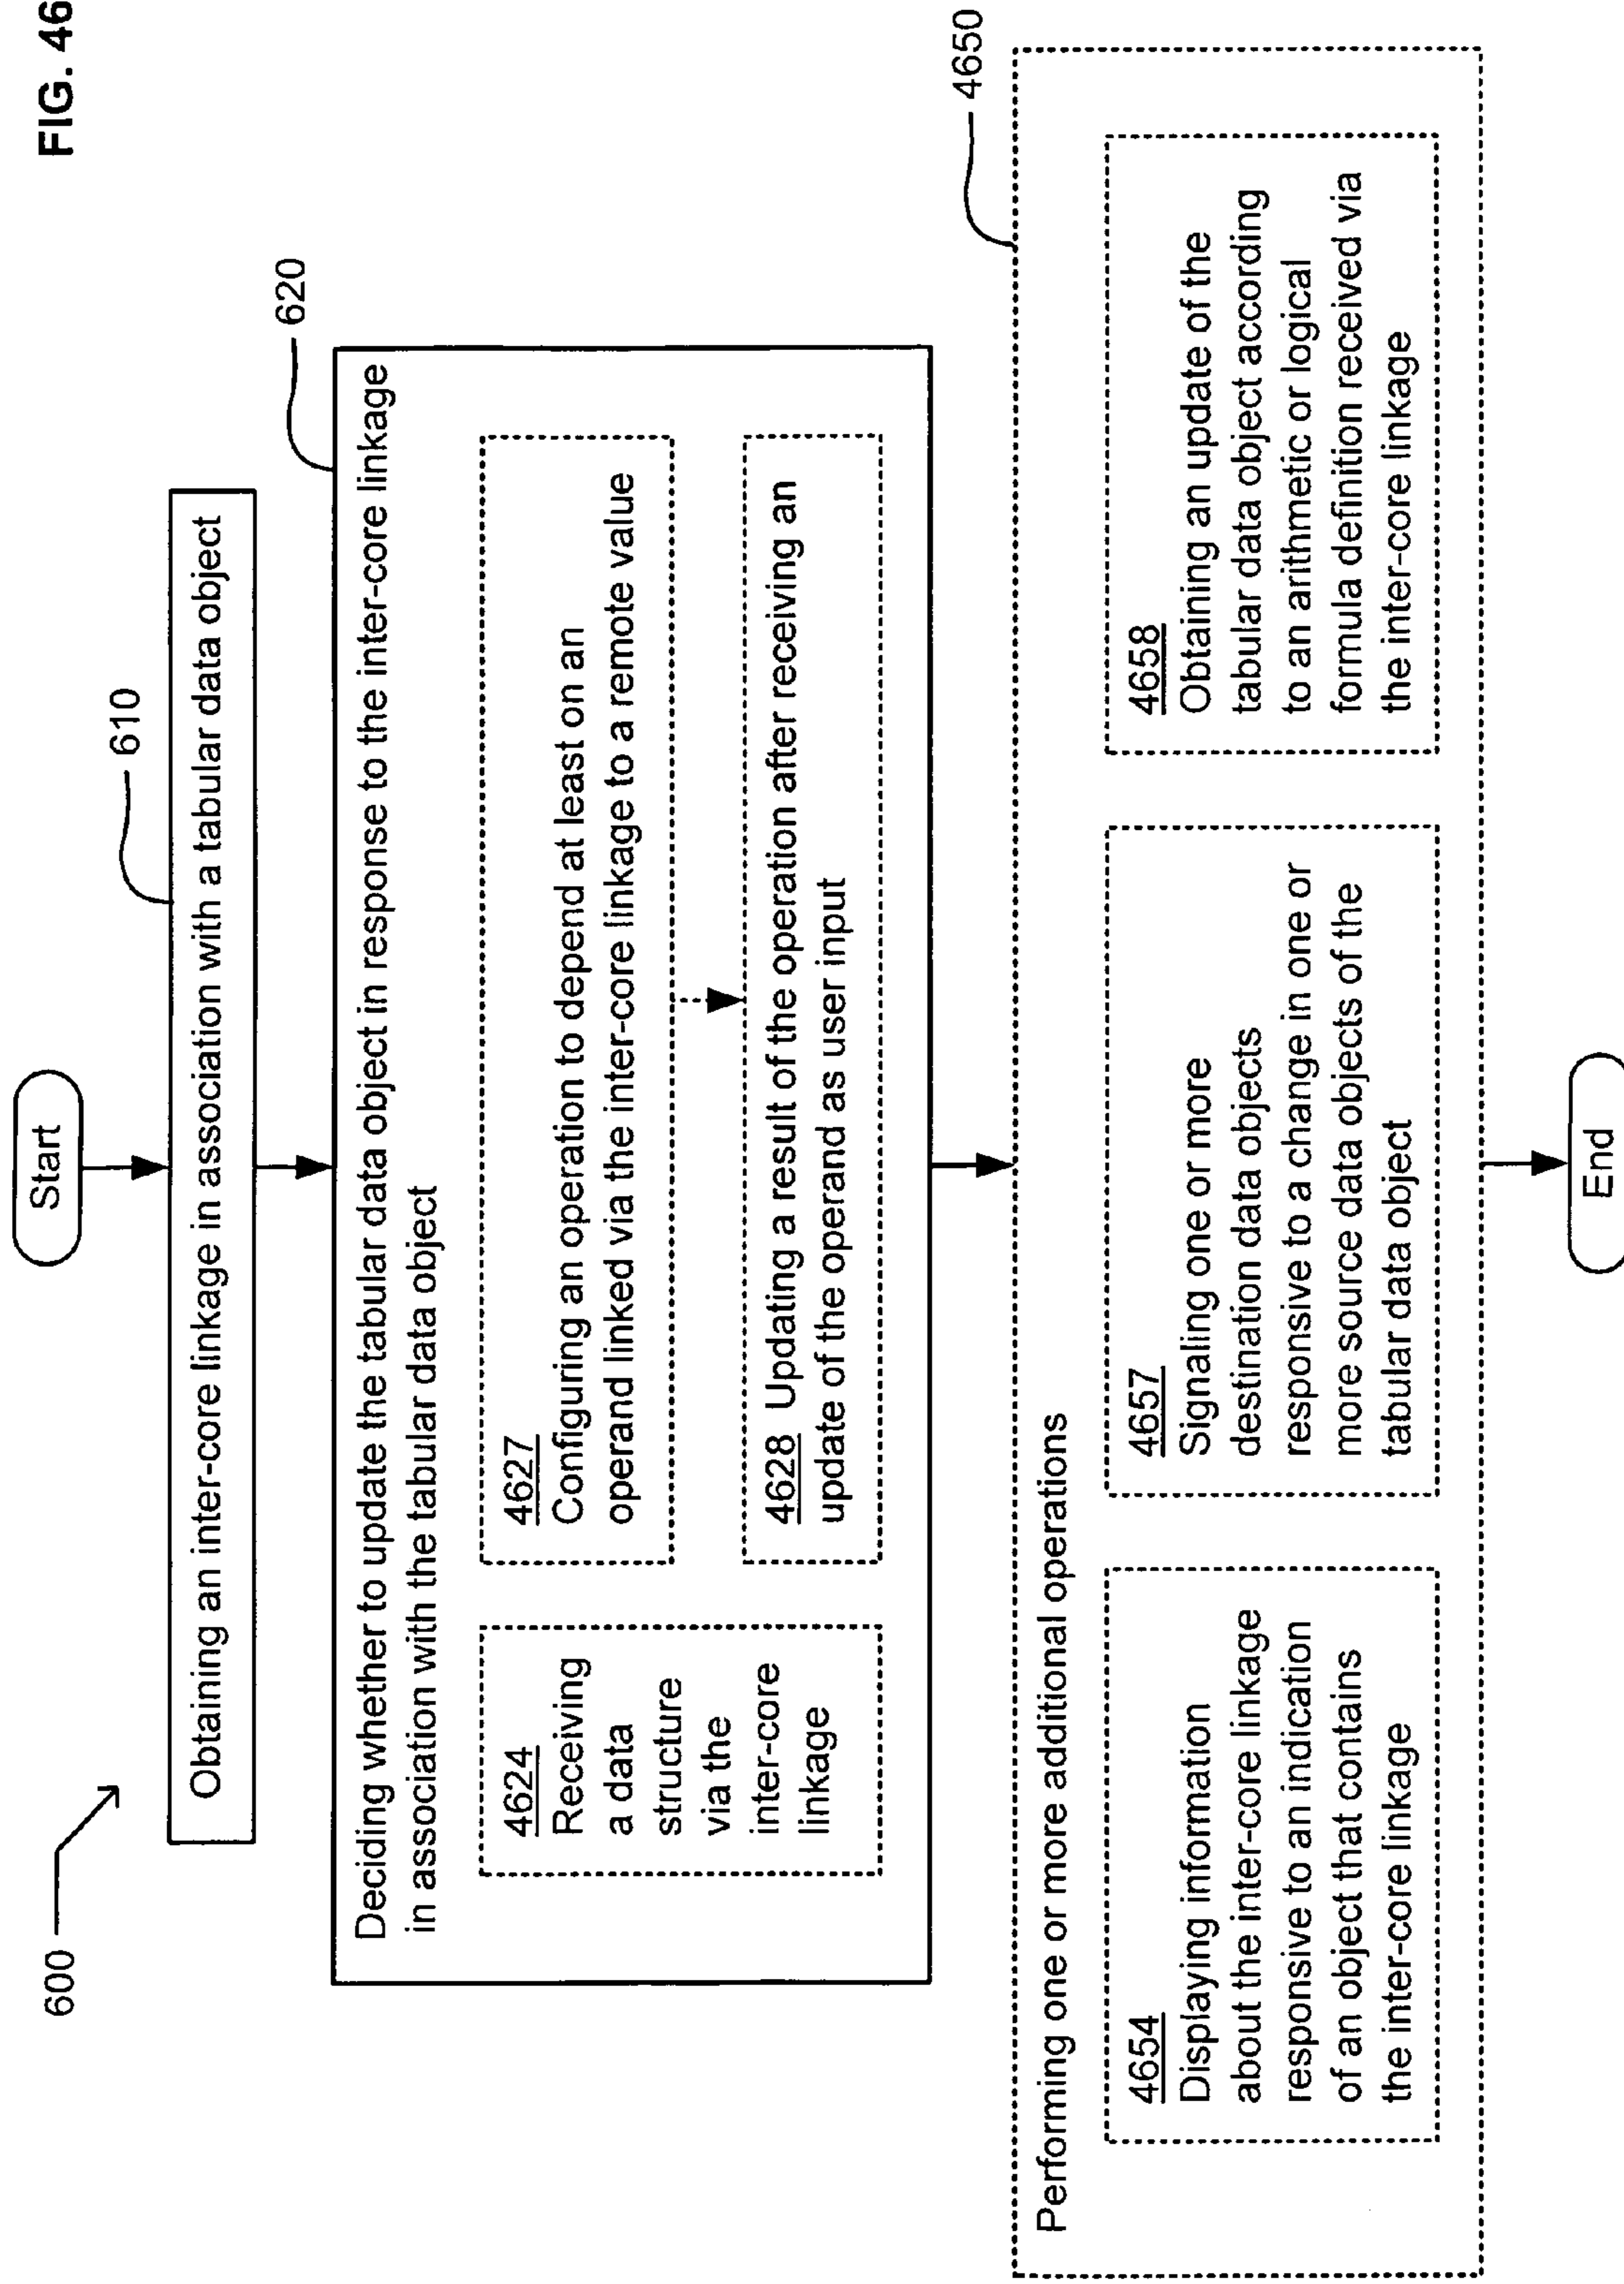 FIG. 46
600
Start
610
Obtaining an inter-core linkage in association with a tabular data object
620
Deciding whether to update the tabular data object in response to the inter-core linkage
in association with the tabular data object
4624
Receiving
a data
structure
via the
inter-core
linkage
4627
Configuring an operation to depend at least on an
operand linked via the inter-core linkage to a remote value
4628 Updating a result of the operation after receiving an
update of the operand as user input
4650
Performing one or more additional operations
4654
Displaying information
about the inter-core linkage
responsive to an indication
of an object that contains
the inter-core linkage
4657
Signaling one or more
destination data objects
responsive to a change in one or
more source data objects of the
tabular data object
4658
Obtaining an update of the
tabular data object according
to an arithmetic or logical
formula definition received via
the inter-core linkage
End